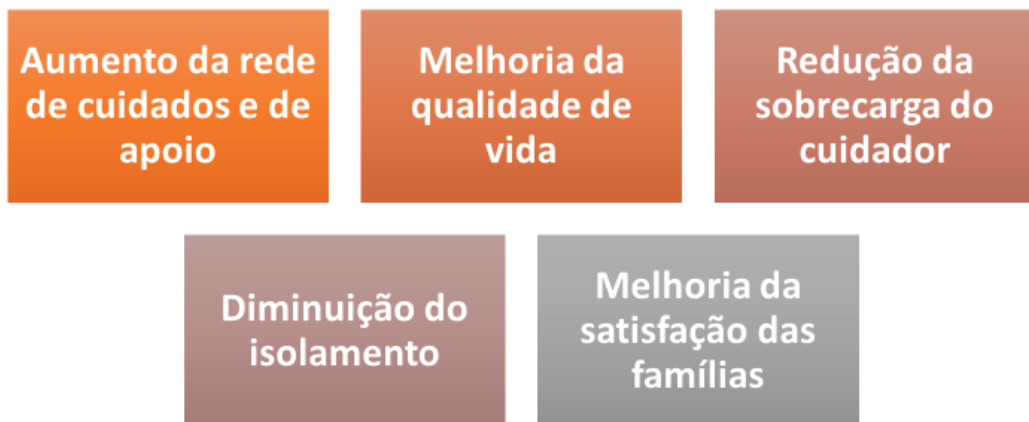 Aumento da rede
de cuidados e de
apoio
Melhoria da
qualidade de
vida
Redução da
sobrecarga do
cuidador
Diminuição do
isolamento
Melhoria da
satisfação das
famílias